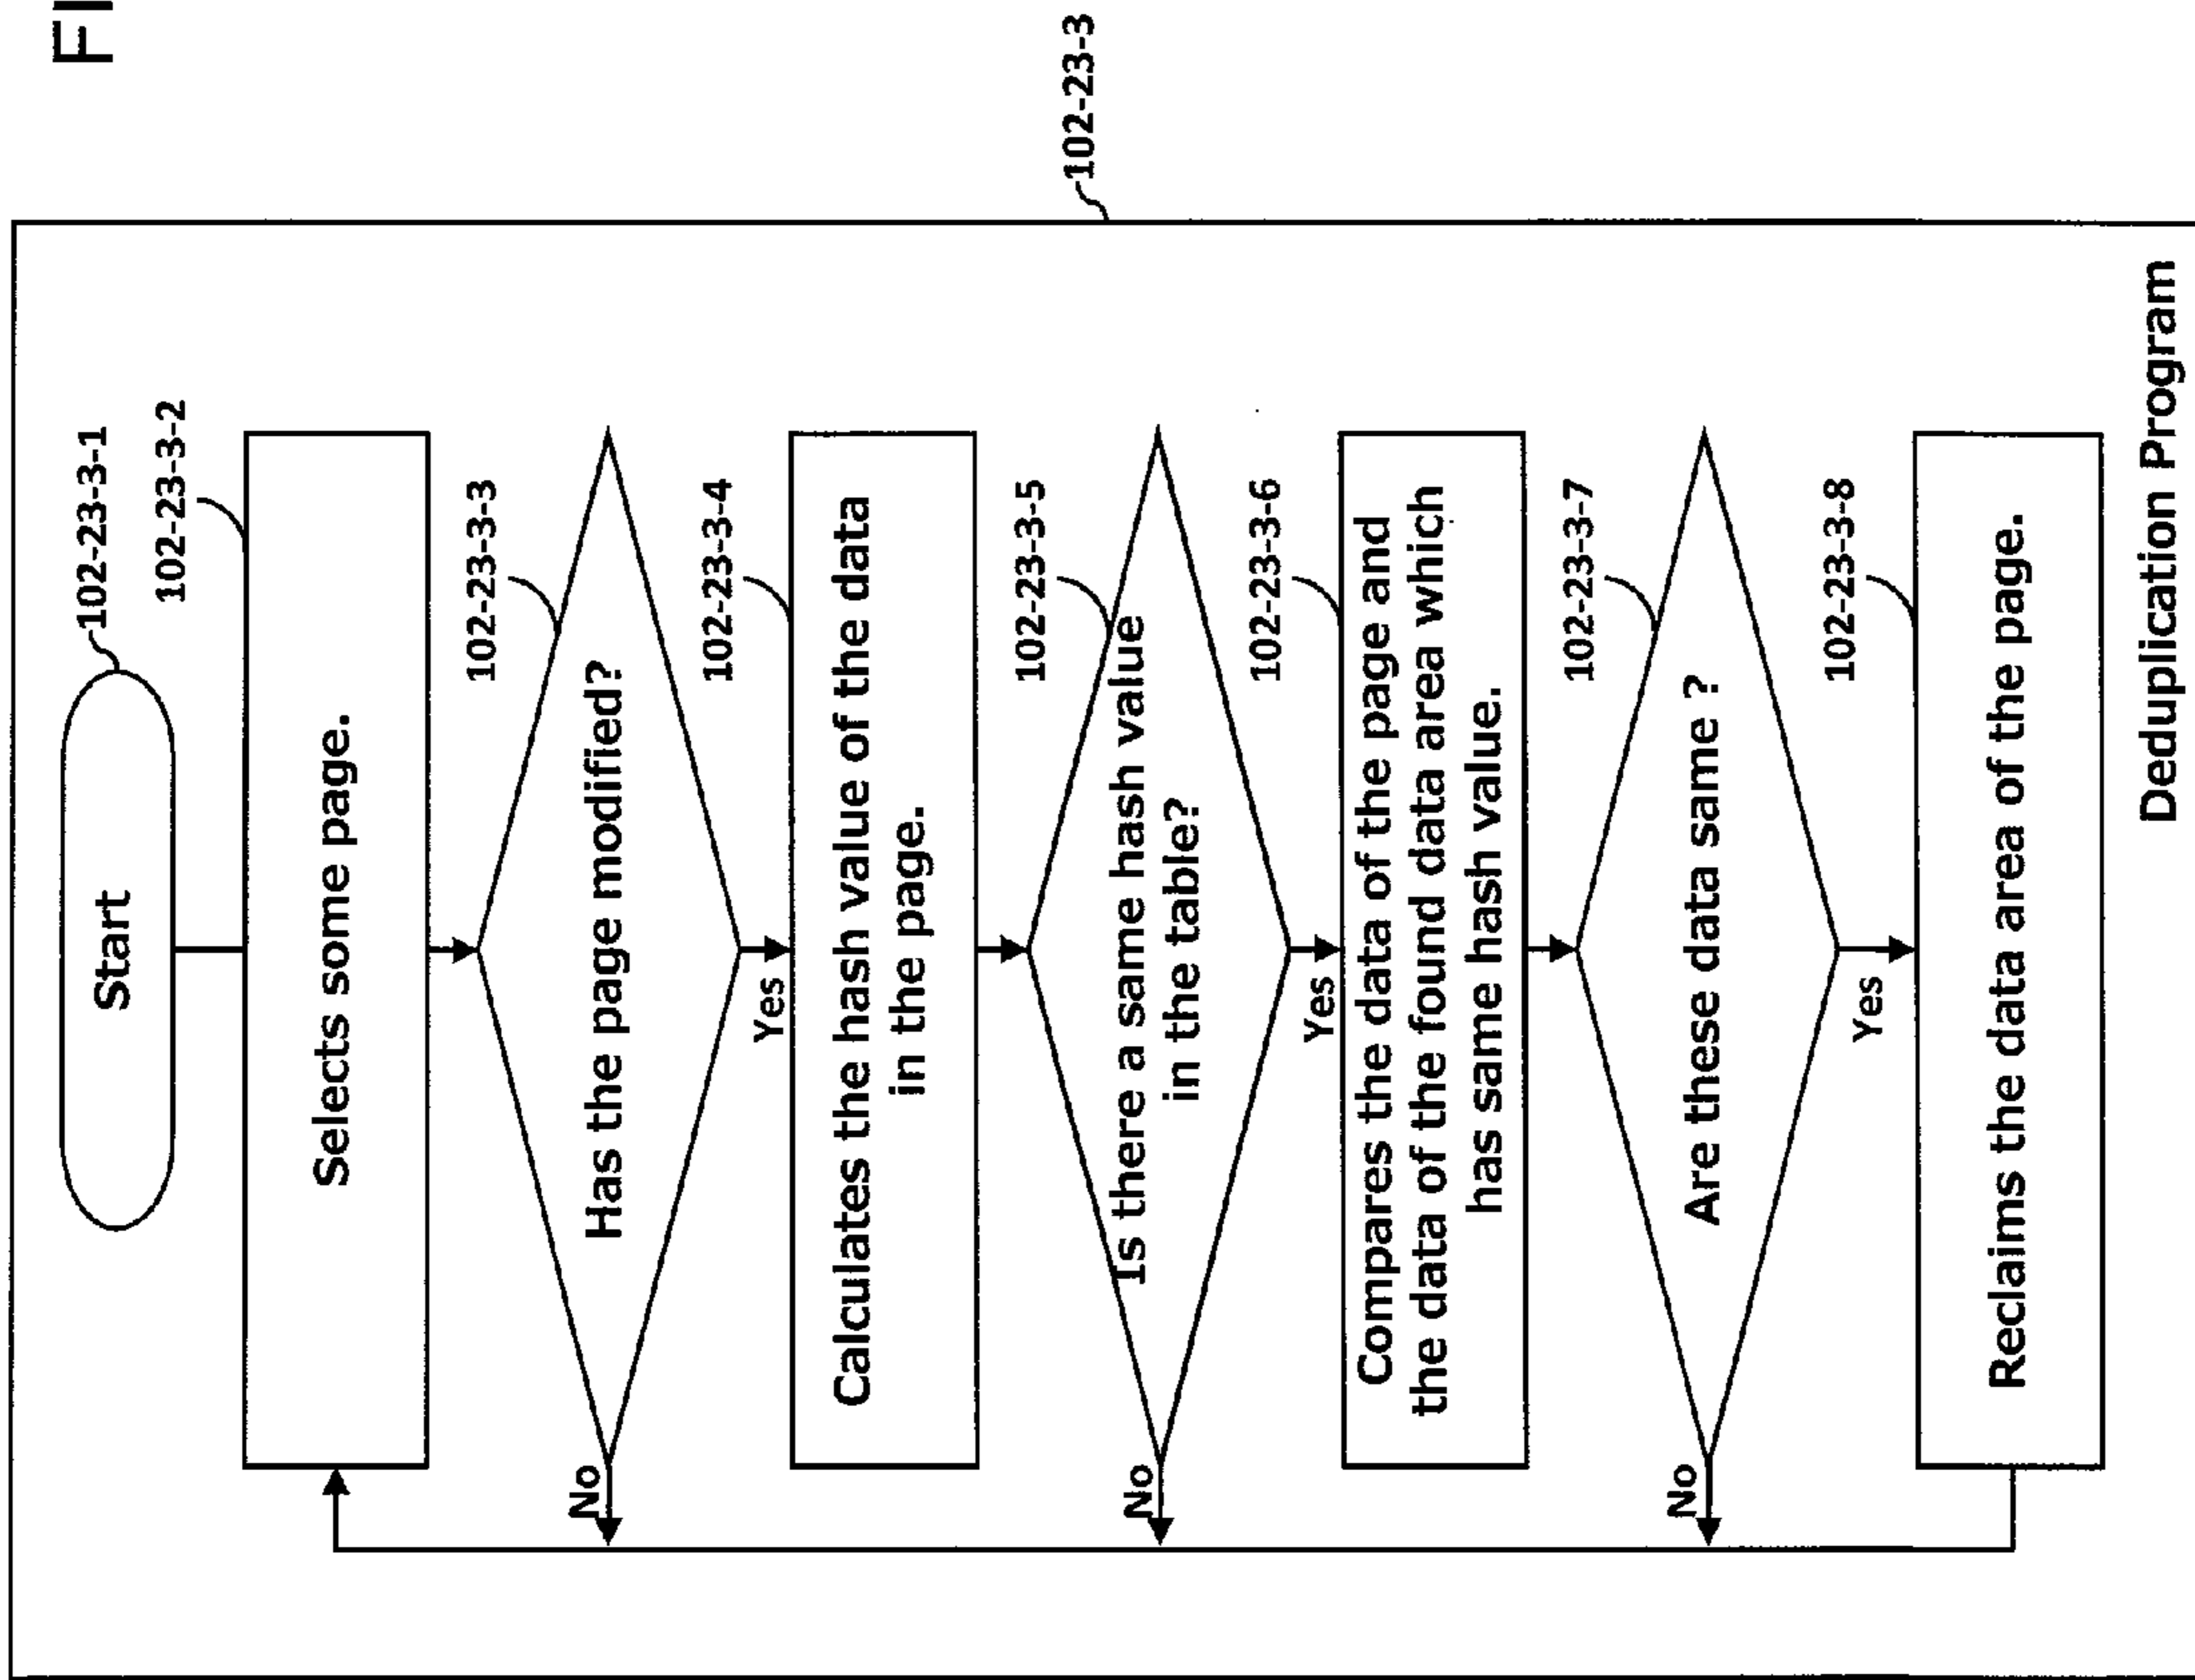 FI
102-23-3
Start
102-23-3-1
102-23-3-2
Selects some page.
102-23-3-3
Has the page modified?
No
Yes
102-23-3-4
Calculates the hash value of the data
in the page.
102-23-3-5
Is there a same hash value
in the table?
No
Yes
102-23-3-6
Compares the data of the page and
the data of the found data area which
has same hash value.
102-23-3-7
Are these data same ?
No
Yes
102-23-3-8
Reclaims the data area of the page.
Deduplication Program